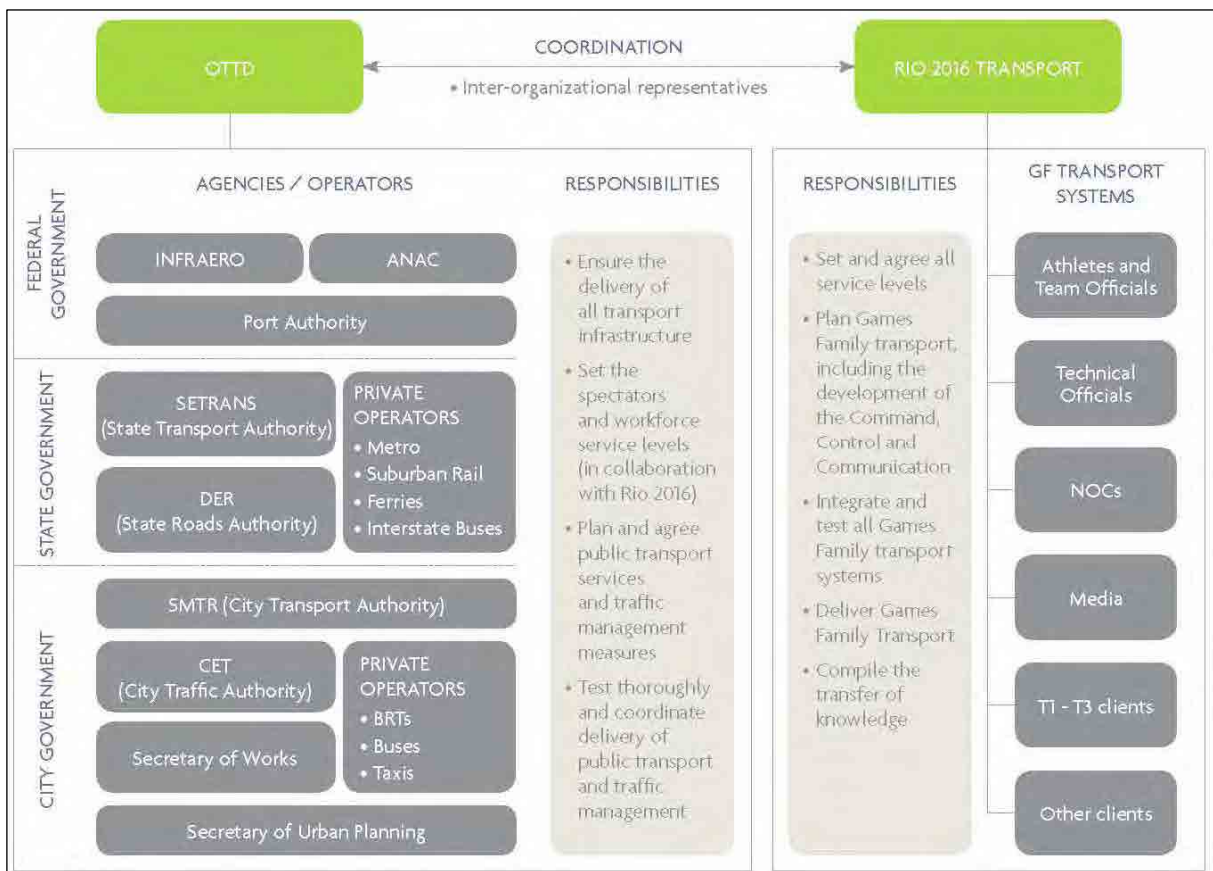 OTTD
COORDINATION
• Inter-organizational representatives
RIO 2016 TRANSPORT
FEDERAL
GOVERNMENT
STATE GOVERNMENT
CITY GOVERNMENT
AGENCIES / OPERATORS
INFRAERO
ANAC
Port Authority
SETRANS
(State Transport Authority)
DER
(State Roads Authority)
PRIVATE
OPERATORS
• Metro
• Suburban Rail
• Ferries
• Interstate Buses
SMTR (City Transport Authority)
CET
(City Traffic Authority)
Secretary of Works
PRIVATE
OPERATORS
• BRTs
• Buses
• Taxis
Secretary of Urban Planning
RESPONSIBILITIES
• Ensure the
delivery of
all transport
infrastructure
• Set the
spectators
and workforce
service levels
(in collaboration
with Rio 2016)
• Plan and agree
public transport
services
and traffic
management
measures
• Test thoroughly
and coordinate
delivery of
public transport
and traffic
management
RESPONSIBILITIES
• Set and agree all
service levels
• Plan Games
Family transport,
including the
development of
the Command,
Control and
Communication
• Integrate and
test all Games
Family transport
systems
• Deliver Games
Family Transport
• Compile the
transfer of
knowledge
GF TRANSPORT
SYSTEMS
Athletes and
Team Officials
Technical
Officials
NOCs
Media
T1 - T3 clients
Other clients